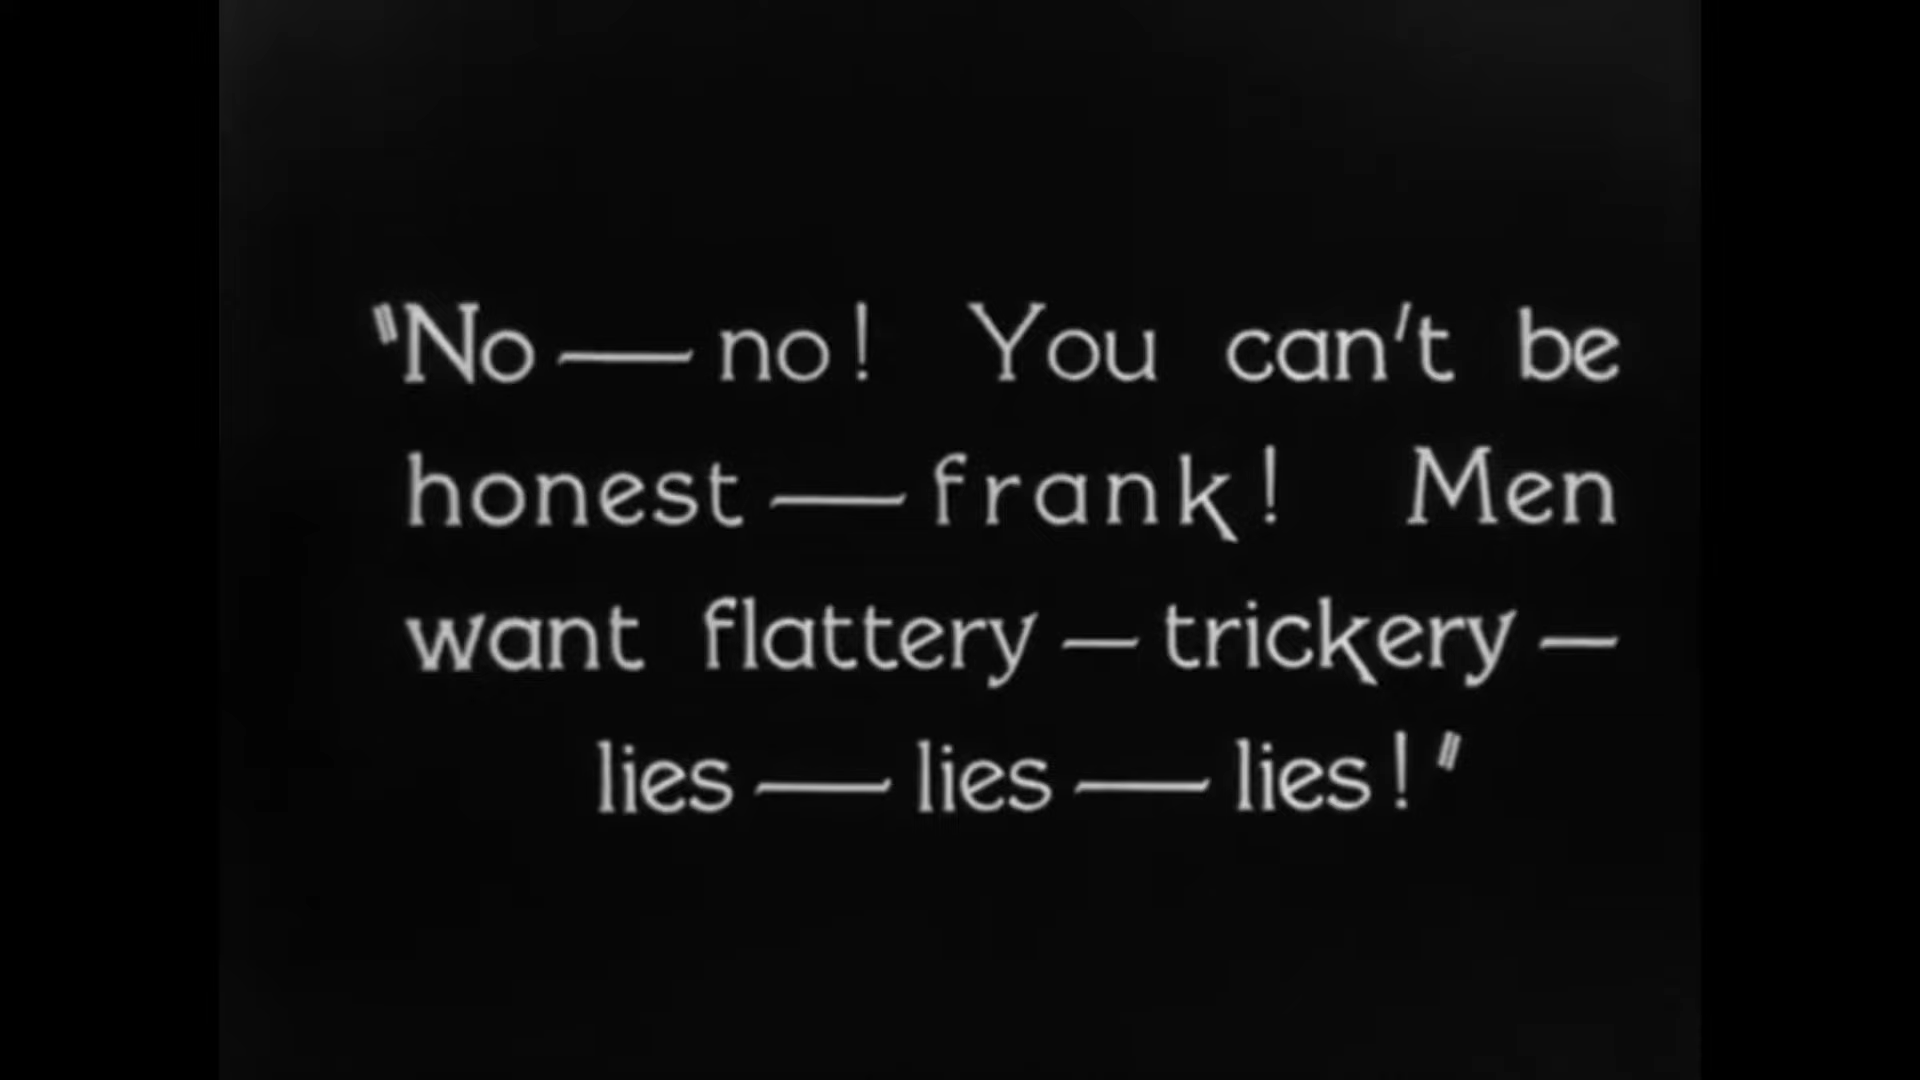 "No — no! You can't be
honest — frank! Men
want flattery – trickery –
lies — lies — lies!"